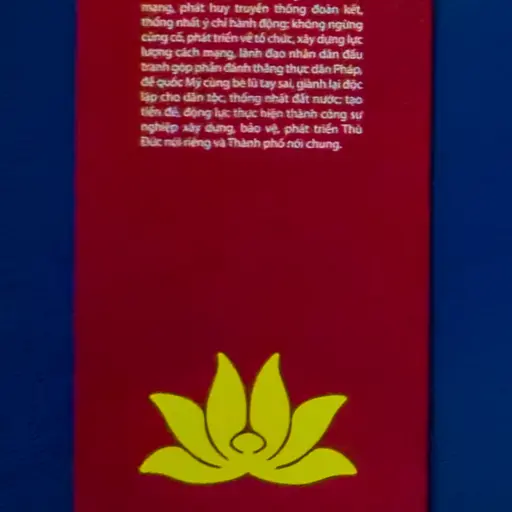 mạng, phát huy truyền thống đoàn kết,
thống nhất ý chí hành động; không ngừng
củng cố, phát triển về tổ chức, xây dựng lực
lượng cách mạng, lãnh đạo nhân dân đấu
tranh góp phần đánh thắng thực dân Pháp,
đế quốc Mỹ cùng bè lũ tay sai, giành lại độc
lập cho dân tộc, thống nhất đất nước; tạo
tiền đề, động lực thực hiện thành công sự
nghiệp xây dựng, bảo vệ, phát triển Thủ
Đức nói riêng và Thành phố nói chung.